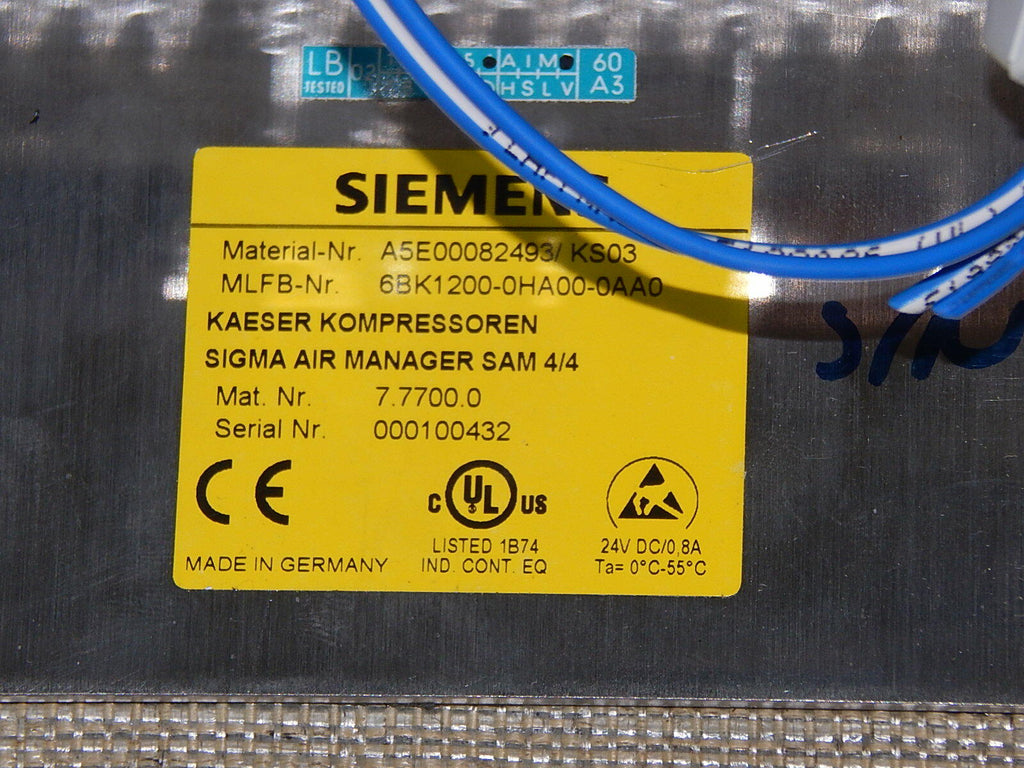 LB
TESTED
A I M
H S L V
60
A3
SIEMENS
Material-Nr. A5E00082493/ KS03
MLFB-Nr. 6BK1200-0HA00-0AA0
KAESER KOMPRESSOREN
SIGMA AIR MANAGER SAM 4/4
Mat. Nr. 7.7700.0
Serial Nr. 000100432
CE
C UL US
LISTED 1B74
IND. CONT. EQ
24V DC/0,8A
Ta= 0°C-55°C
MADE IN GERMANY